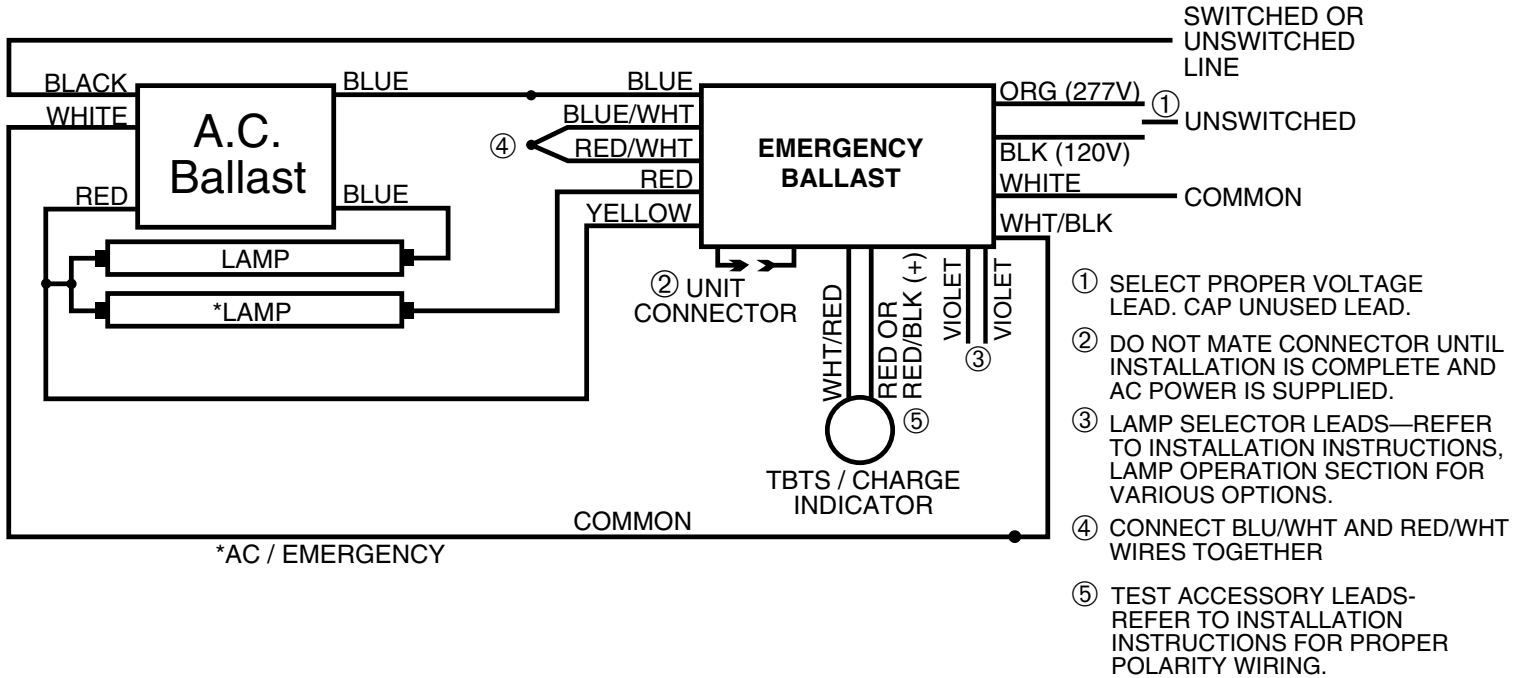 SWITCHED OR
UNSWITCHED
LINE
BLACK
BLUE
BLUE
ORG (277V)
①
WHITE
BLUE/WHT
UNSWITCHED
A.C.
Ballast
④
RED/WHT
EMERGENCY
BALLAST
BLK (120V)
RED
BLUE
RED
WHITE
COMMON
YELLOW
WHT/BLK
LAMP
*LAMP
② UNIT
CONNECTOR
WHT/RED
RED OR
RED/BLK (+)
VIOLET
VIOLET
③
⑤
TBTS / CHARGE
INDICATOR
COMMON
*AC / EMERGENCY
① SELECT PROPER VOLTAGE
LEAD. CAP UNUSED LEAD.
② DO NOT MATE CONNECTOR UNTIL
INSTALLATION IS COMPLETE AND
AC POWER IS SUPPLIED.
③ LAMP SELECTOR LEADS—REFER
TO INSTALLATION INSTRUCTIONS,
LAMP OPERATION SECTION FOR
VARIOUS OPTIONS.
④ CONNECT BLU/WHT AND RED/WHT
WIRES TOGETHER
⑤ TEST ACCESSORY LEADS-
REFER TO INSTALLATION
INSTRUCTIONS FOR PROPER
POLARITY WIRING.